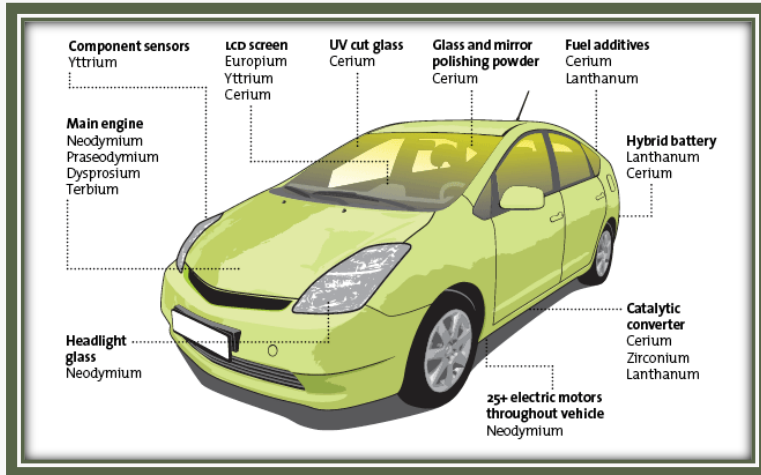 Component sensors
Yttrium
LCD screen
Europium
Yttrium
Cerium
UV cut glass
Cerium
Glass and mirror
polishing powder
Cerium
Fuel additives
Cerium
Lanthanum
Main engine
Neodymium
Praseodymium
Dysprosium
Terbium
Hybrid battery
Lanthanum
Cerium
Headlight
glass
Neodymium
Catalytic
converter
Cerium
Zirconium
Lanthanum
25+ electric motors
throughout vehicle
Neodymium